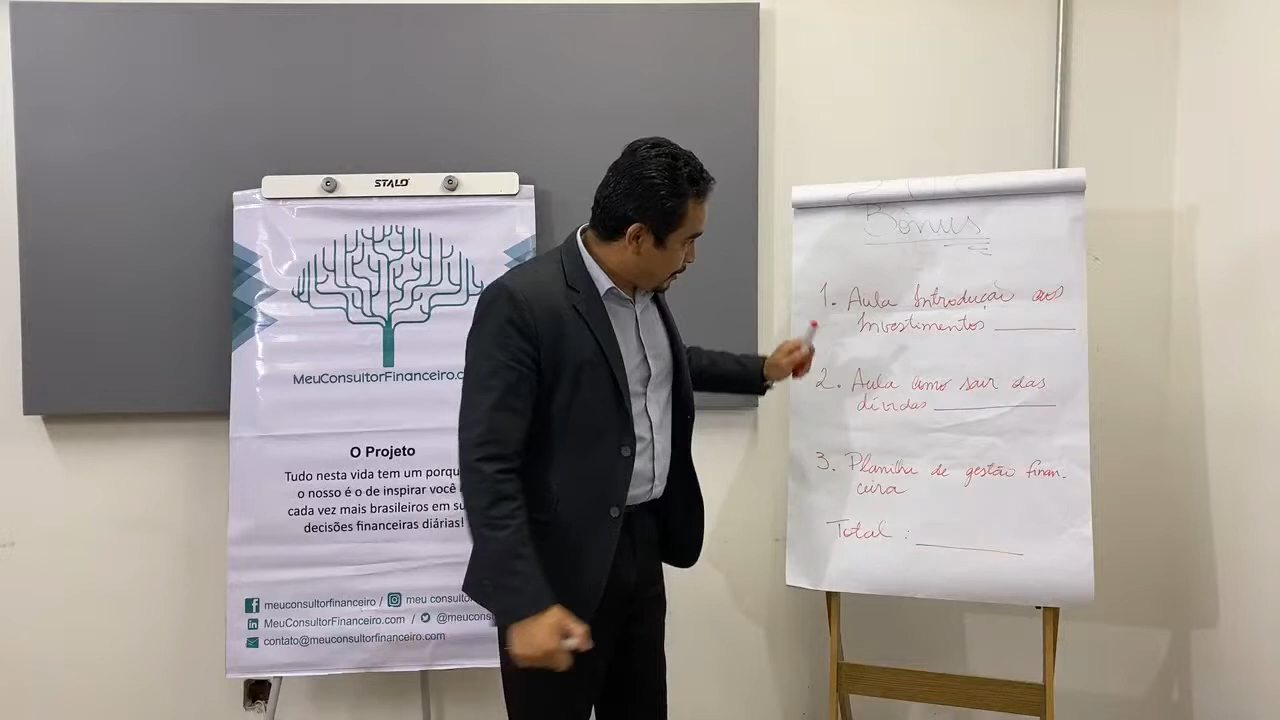 STALO
MeuConsultorFinanceiro.c
O Projeto
Tudo nesta vida tem um porqu
o nosso é o de inspirar você
cada vez mais brasileiros em su
decisões financeiras diárias!
meuconsultorfinanceiro / meu consulto
MeuConsultorFinanceiro.com / @meucons
contato@meuconsultorfinanceiro.com
Bônus
1. Aula Introdução aos
Investimentos
2. Aula como sair das
dívidas
3. Planilha de gestão finan-
ceira
Total :